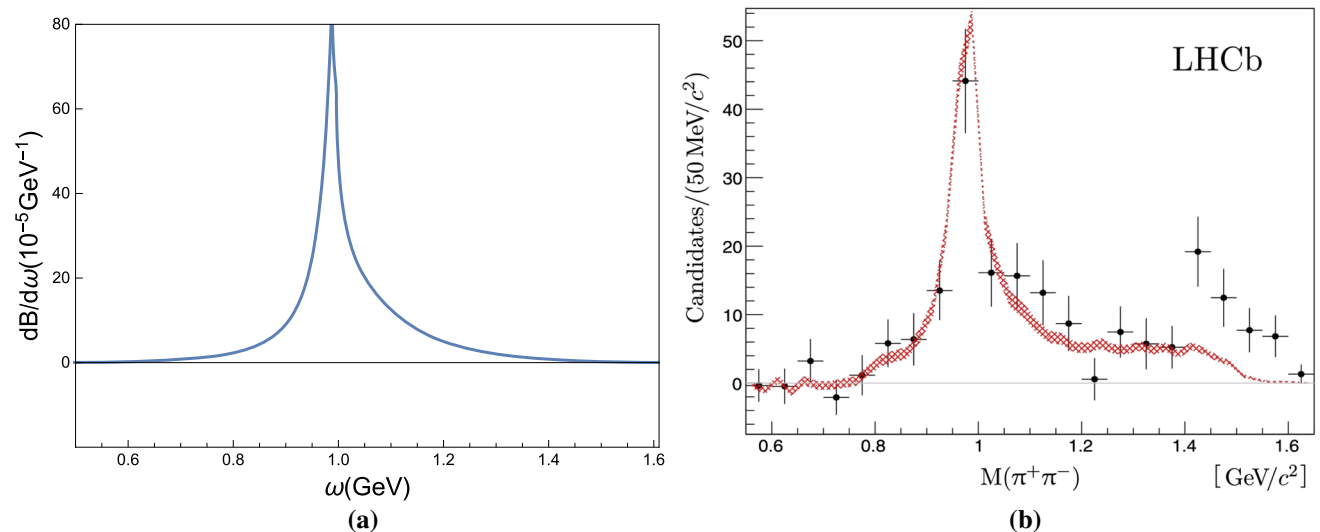 80
60
40
20
0
dB/dω(10⁻⁵GeV⁻¹)
0.6 0.8 1.0 1.2 1.4 1.6
ω(GeV)
(a)
LHCb
50
40
30
20
10
0
Candidates/(50 MeV/c²)
0.6 0.8 1 1.2 1.4 1.6
M(π⁺π⁻) [GeV/c²]
(b)